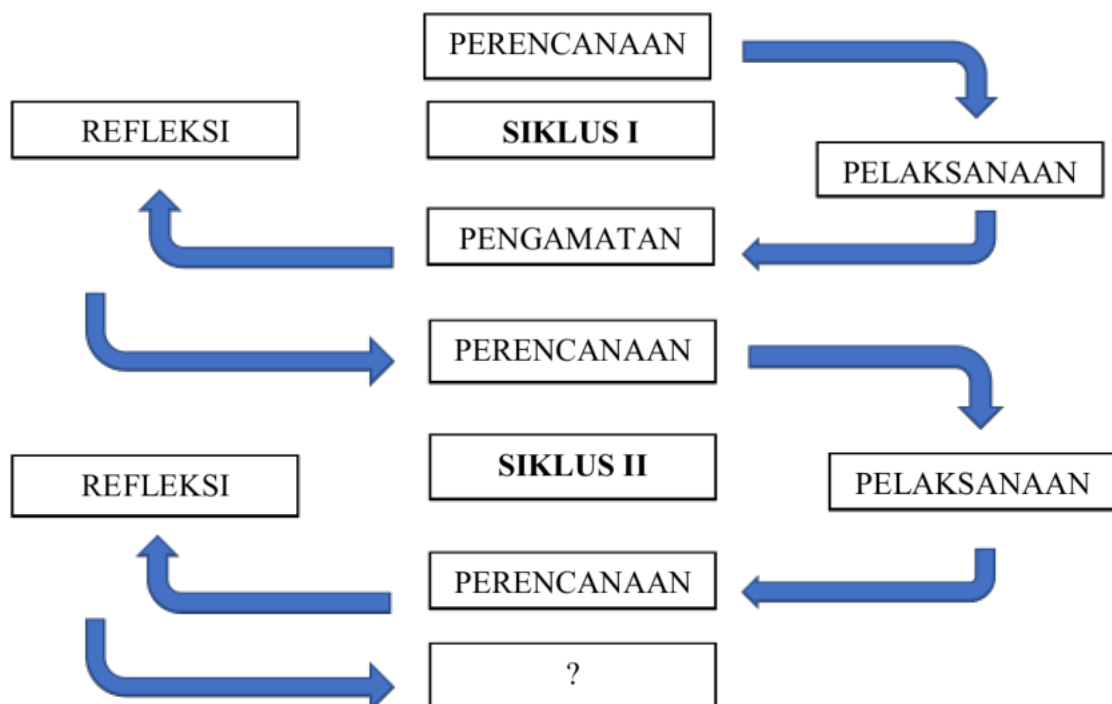 PERENCANAAN
REFLEKSI
SIKLUS I
PELAKSANAAN
PENGAMATAN
PERENCANAAN
REFLEKSI
SIKLUS II
PELAKSANAAN
PERENCANAAN
?